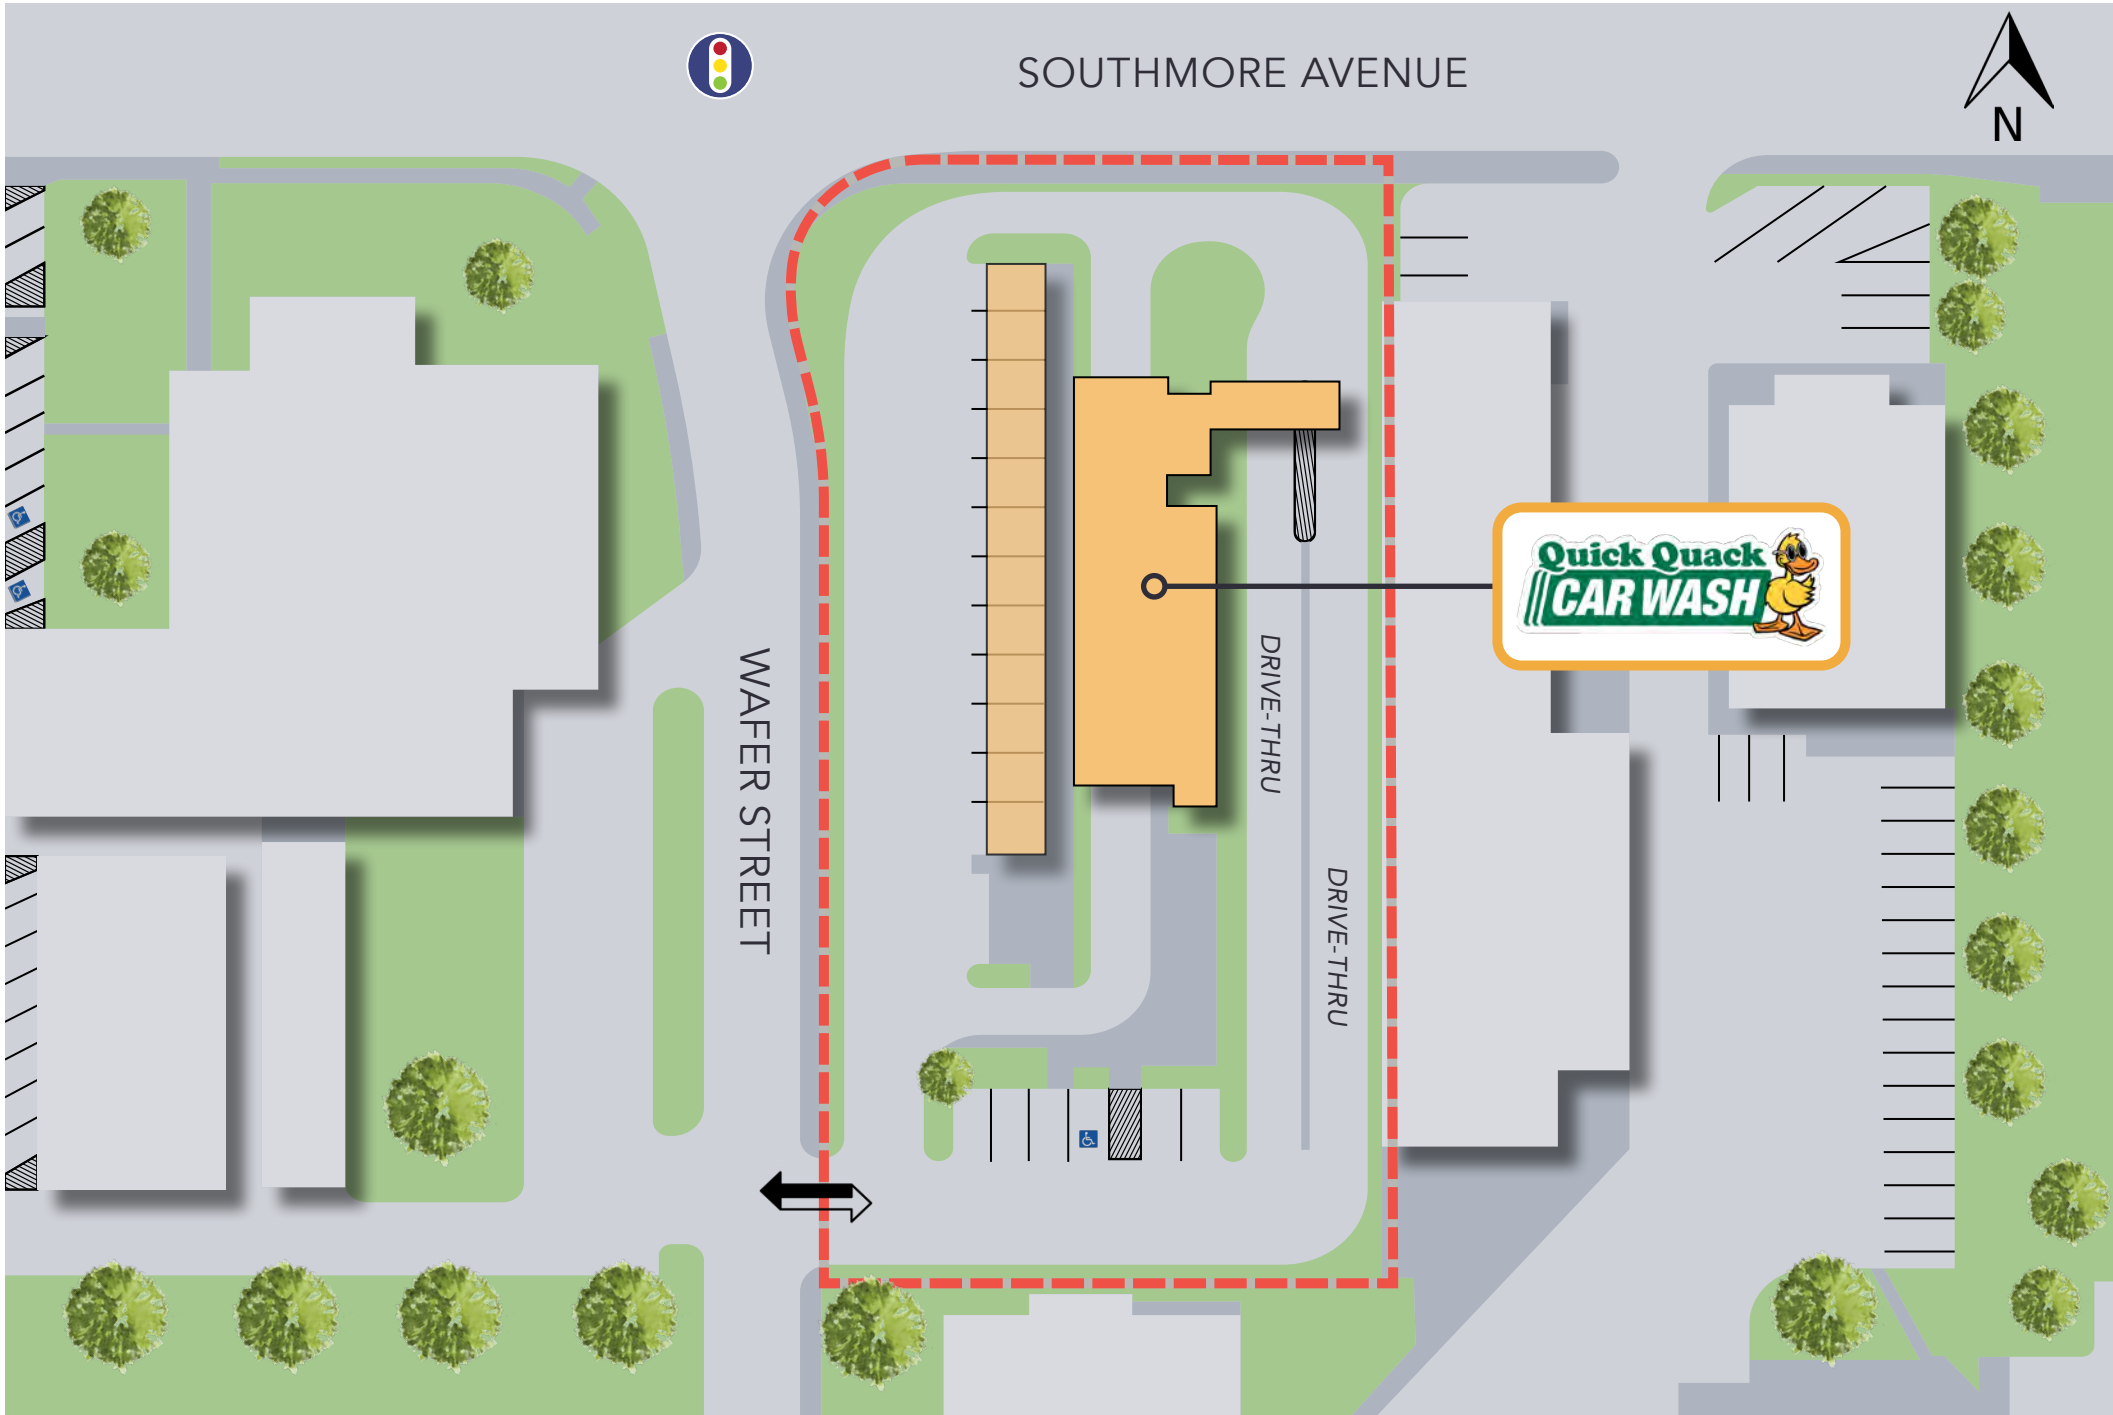 SOUTHMORE AVENUE
N
Quick Quack
CAR WASH
WAFER STREET
DRIVE-THRU
DRIVE-THRU